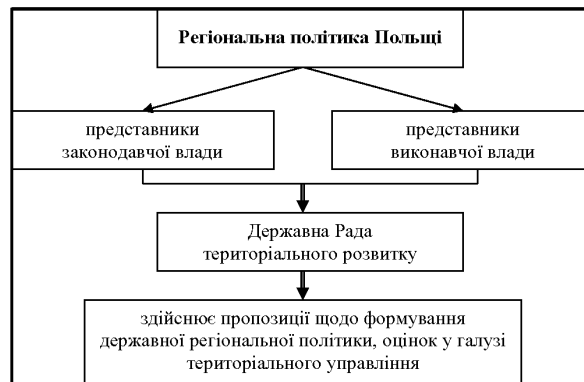 Регіональна політика Польщі
представники
законодавчої влади
представники
виконавчої влади
Державна Рада
територіального розвитку
здійснює пропозиції щодо формування
державної регіональної політики, оцінок у галузі
територіального управління